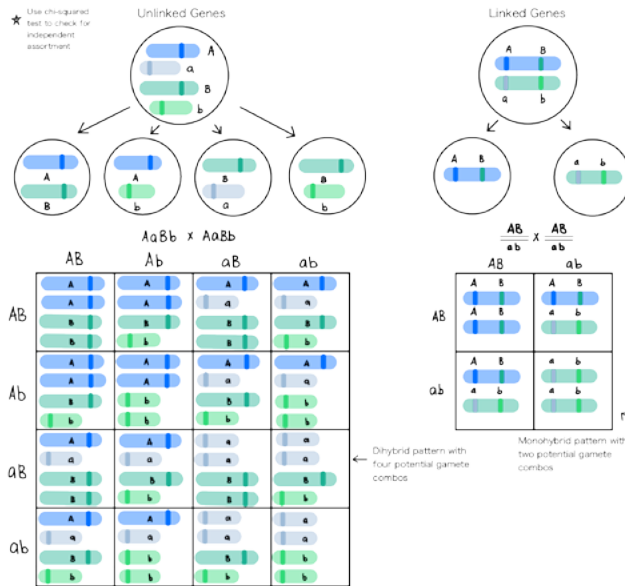 Use chi-squared
test to check for
independent
assortment
Unlinked Genes
A
a
B
b
A
B
A
b
B
a
B
b
AaBb x AaBb
AB Ab aB ab
AB
A A A A
A A a a
B B B B
B b B b
Ab
A A A A
A A a a
B b B b
b b b b
aB
A A a a
a a a a
B B B B
B b B b
ab
A A a a
a a a a
B b B b
b b b b
Dihybrid pattern with
four potential gamete
combos
Linked Genes
A B
a b
A B
a b
AB x AB
ab ab
AB ab
AB
A B A B
A B a b
ab
A B a b
a b a b
Monohybrid pattern with
two potential gamete
combos